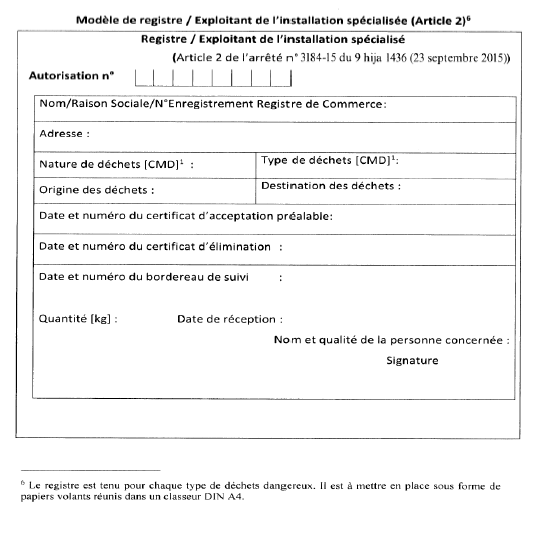 Modèle de registre / Exploitant de l'installation spécialisée (Article 2)⁶
Registre / Exploitant de l'installation spécialisé
(Article 2 de l'arrêté n° 3184-15 du 9 hija 1436 (23 septembre 2015))
Autorisation n°
Nom/Raison Sociale/N°Enregistrement Registre de Commerce:
Adresse :
Nature de déchets [CMD]¹ : Type de déchets [CMD]¹:
Origine des déchets : Destination des déchets :
Date et numéro du certificat d'acceptation préalable:
Date et numéro du certificat d'élimination :
Date et numéro du bordereau de suivi :
Quantité [kg] : Date de réception :
Nom et qualité de la personne concernée :
Signature
⁶ Le registre est tenu pour chaque type de déchets dangereux. Il est à mettre en place sous forme de
papiers volants réunis dans un classeur DIN A4.